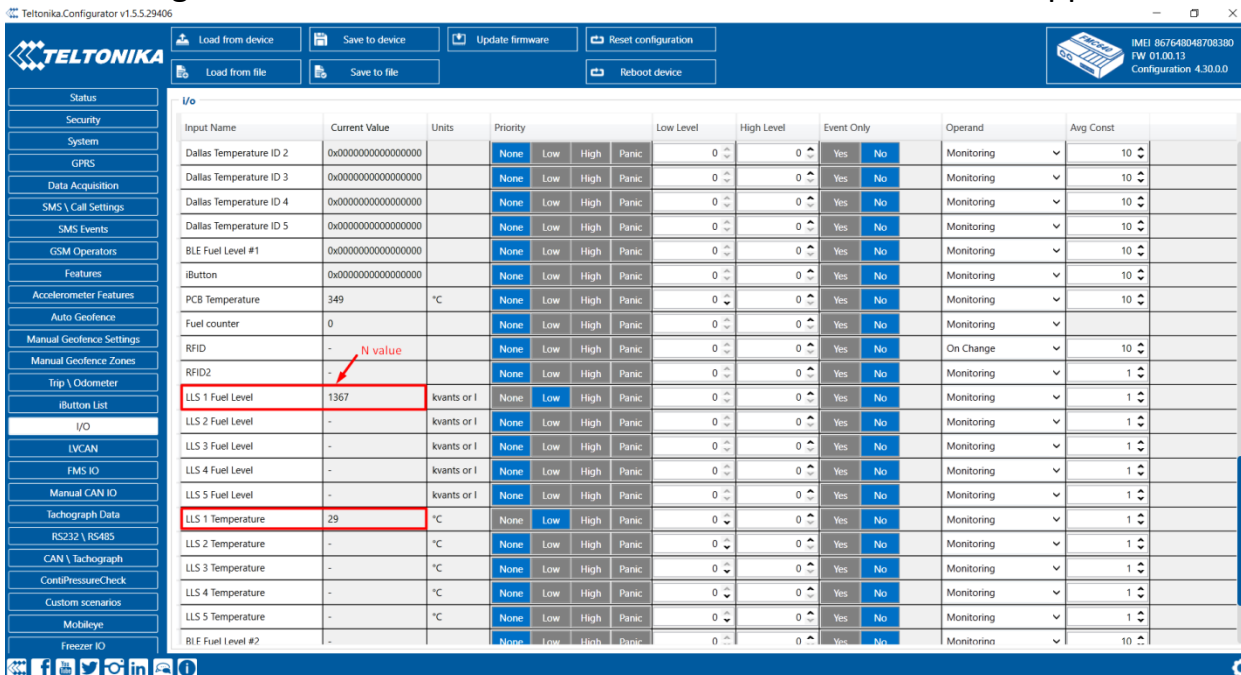 Teltonika.Configurator v1.5.5.29406
TELTONIKA
Load from device Save to device Update firmware Reset configuration
Load from file Save to file Reboot device
FMC640
IMEI 867648048708380
FW 01.00.13
Configuration 4.30.0.0
Status
Security
System
GPRS
Data Acquisition
SMS \ Call Settings
SMS Events
GSM Operators
Features
Accelerometer Features
Auto Geofence
Manual Geofence Settings
Manual Geofence Zones
Trip \ Odometer
iButton List
I/O
LVCAN
FMS IO
Manual CAN IO
Tachograph Data
RS232 \ RS485
CAN \ Tachograph
ContiPressureCheck
Custom scenarios
Mobileye
Freezer IO
i/o
Input Name Current Value Units Priority Low Level High Level Event Only Operand Avg Const
Dallas Temperature ID 2 0x0000000000000000 None Low High Panic 0 0 Yes No Monitoring 10
Dallas Temperature ID 3 0x0000000000000000 None Low High Panic 0 0 Yes No Monitoring 10
Dallas Temperature ID 4 0x0000000000000000 None Low High Panic 0 0 Yes No Monitoring 10
Dallas Temperature ID 5 0x0000000000000000 None Low High Panic 0 0 Yes No Monitoring 10
BLE Fuel Level #1 0x0000000000000000 None Low High Panic 0 0 Yes No Monitoring 10
iButton 0x0000000000000000 None Low High Panic 0 0 Yes No Monitoring 10
PCB Temperature 349 °C None Low High Panic 0 0 Yes No Monitoring 10
Fuel counter 0 None Low High Panic 0 0 Yes No Monitoring
RFID - None Low High Panic 0 0 Yes No On Change 10
N value
RFID2 - None Low High Panic 0 0 Yes No Monitoring 1
LLS 1 Fuel Level 1367 kvants or l None Low High Panic 0 0 Yes No Monitoring 1
LLS 2 Fuel Level - kvants or l None Low High Panic 0 0 Yes No Monitoring 1
LLS 3 Fuel Level - kvants or l None Low High Panic 0 0 Yes No Monitoring 1
LLS 4 Fuel Level - kvants or l None Low High Panic 0 0 Yes No Monitoring 1
LLS 5 Fuel Level - kvants or l None Low High Panic 0 0 Yes No Monitoring 1
LLS 1 Temperature 29 °C None Low High Panic 0 0 Yes No Monitoring 1
LLS 2 Temperature - °C None Low High Panic 0 0 Yes No Monitoring 1
LLS 3 Temperature - °C None Low High Panic 0 0 Yes No Monitoring 1
LLS 4 Temperature - °C None Low High Panic 0 0 Yes No Monitoring 1
LLS 5 Temperature - °C None Low High Panic 0 0 Yes No Monitoring 1
BLE Fuel Level #2 - None Low High Panic 0 0 Yes No Monitoring 10